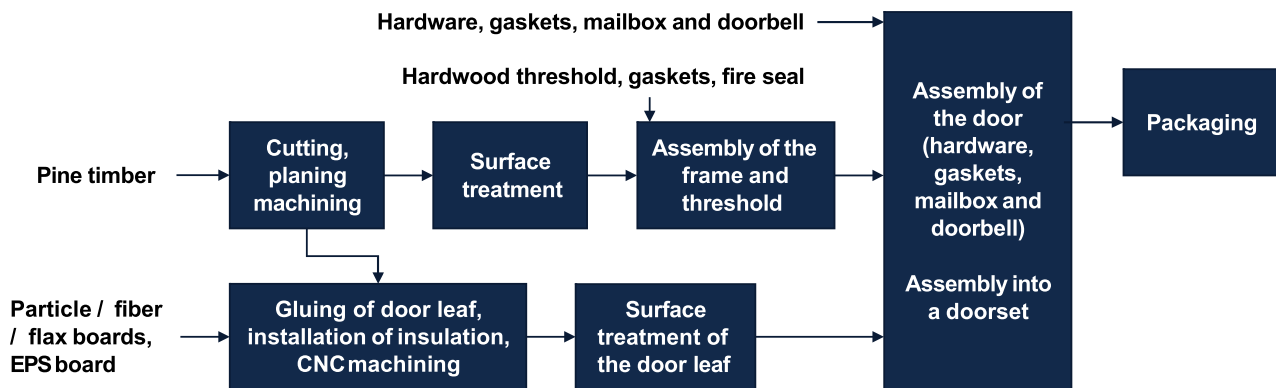 Hardware, gaskets, mailbox and doorbell
Hardwood threshold, gaskets, fire seal
Pine timber
Cutting,
planing
machining
Surface
treatment
Assembly of the
frame and
threshold
Assembly of
the door
(hardware,
gaskets,
mailbox and
doorbell)
Assembly into
a doorset
Packaging
Particle / fiber
/ flax boards,
EPS board
Gluing of door leaf,
installation of insulation,
CNC machining
Surface
treatment of
the door leaf